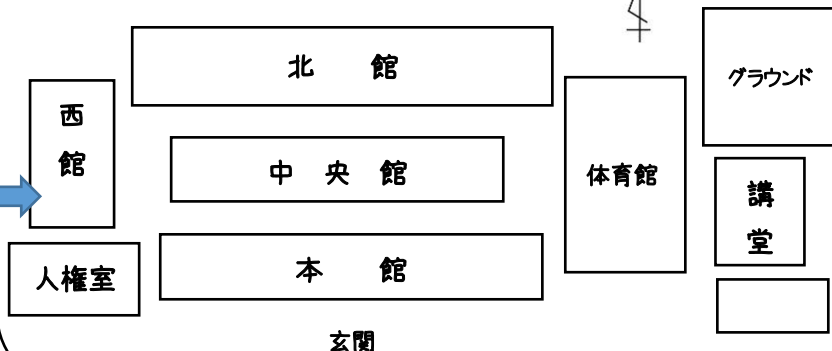 北 館
グラウンド
西
館
中 央 館
体育館
講
堂
本 館
人権室
玄関